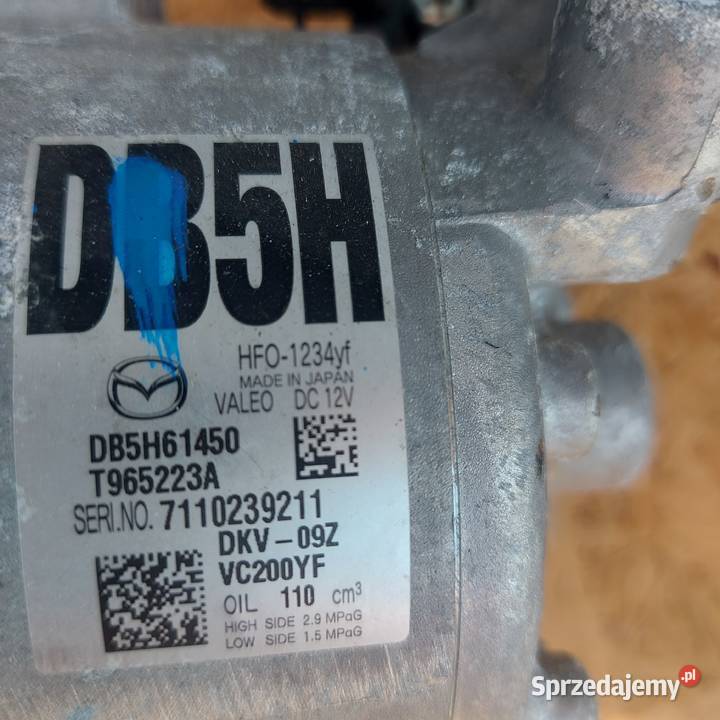 DB5H
HFO-1234yf
MADE IN JAPAN
VALEO DC 12V
DB5H61450
T965223A
SERI.NO. 7110239211
DKV-09Z
VC200YF
OIL 110 cm³
HIGH SIDE 2.9 MPaG
LOW SIDE 1.5 MPaG
Sprzedajemy.pl